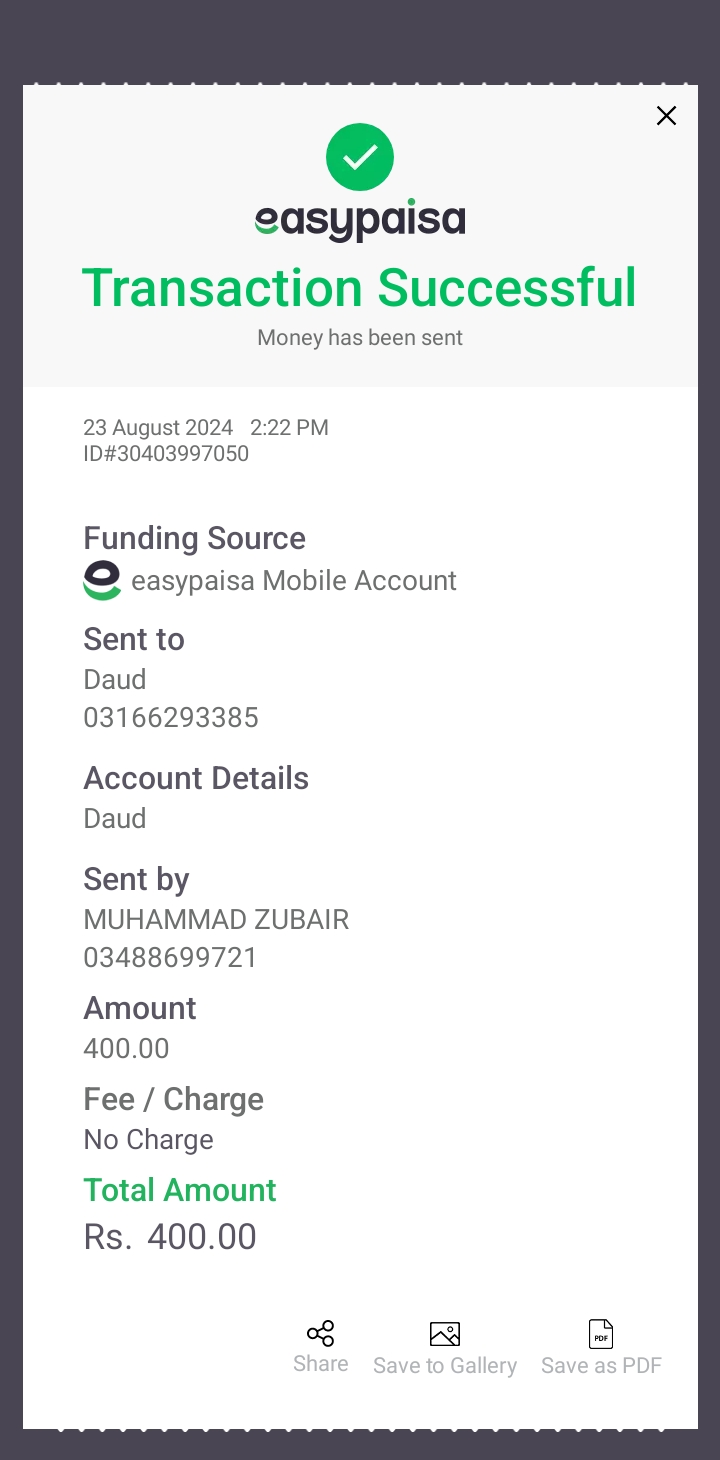 easypaisa
Transaction Successful
Money has been sent
23 August 2024 2:22 PM
ID#30403997050
Funding Source
easypaisa Mobile Account
Sent to
Daud
03166293385
Account Details
Daud
Sent by
MUHAMMAD ZUBAIR
03488699721
Amount
400.00
Fee / Charge
No Charge
Total Amount
Rs. 400.00
PDF
Share Save to Gallery Save as PDF